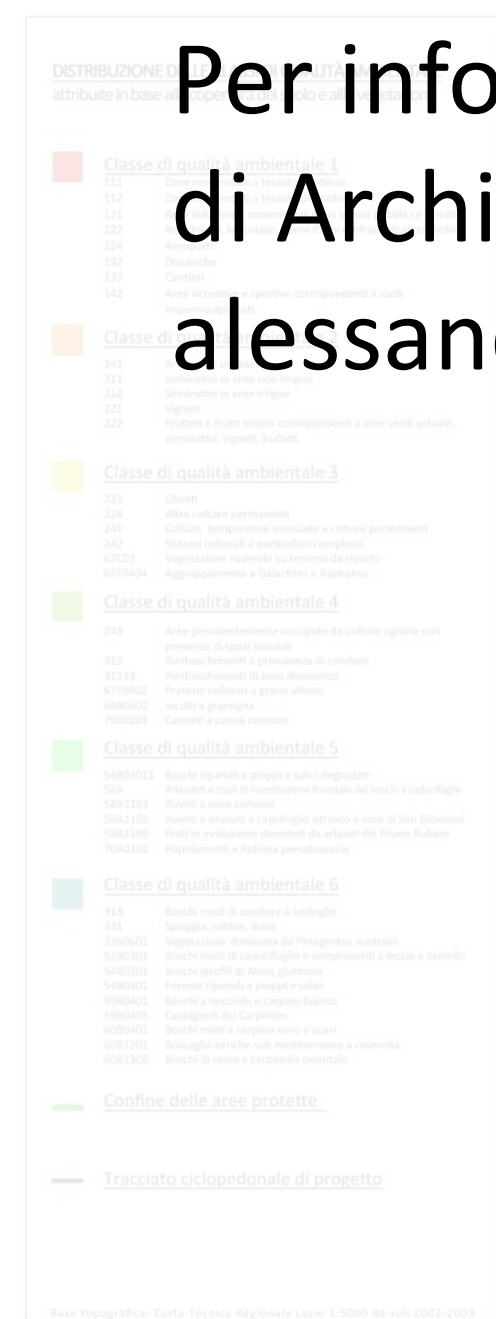 Per info
di Archi
alessan
DISTRIBUZIONE
attribuite in base
Classe di qualità ambientale 1
111
112
121
122
124 Aeroporti
132 Discariche
133 Cantieri
142 Aree ricreative e sportive corrispondenti a suoli
impermeabilizzati.
Classe di qualità ambientale 2
141
211 Seminativi in aree non irrigue
212 Seminativi in aree irrigue
221 Vigneti
222 Frutteti e frutti minori corrispondenti a aree verdi urbane,
seminativi, vigneti, frutteti.
Classe di qualità ambientale 3
223 Oliveti
224 Altre colture permanenti
241 Colture temporanee associate a colture permanenti
242 Sistemi colturali e particellari complessi
67C01 Vegetazione ruderale su terreno da riporto
67F0404 Aggruppamento a Galactites e Raphanus
Classe di qualità ambientale 4
243 Aree prevalentemente occupate da colture agrarie con
presenza di spazi naturali
312 Rimboschimenti a prevalenza di conifere
31213 Rimboschimenti di pino domestico
67F0402 Praterie collinari a grano villoso
69B0402 Incolti a gramigna
70B0201 Canneti a canna comune
Classe di qualità ambientale 5
54B03011 Boschi ripariali a pioppi e salici degradati
58A Arbusteti e stadi di ricostituzione forestale dei boschi a caducifoglie
58A1101 Roveti a rovo comune
58A1102 Roveti e pruneti a caprifoglio etrusco e rosa di San Giovanni
58A1109 Prati in evoluzione dominati da arbusti del Pruno-Rubion
70A0101 Popolamenti a Robinia pseudoacacia
Classe di qualità ambientale 6
313 Boschi misti di conifere e latifoglie
331 Spiaggia, sabbie, dune
23B0601 Vegetazione dominata da Phragmites australis
52B0301 Boschi misti di caducifoglie e sempreverdi a leccio e orniello
54B0201 Boschi igrofili di Alnus glutinosa
54B0301 Foreste ripariali a pioppi e salici
59B0401 Boschi a nocciolo e carpino bianco
59B0405 Castagneti del Carpinion
60B0401 Boschi misti a carpino nero e aceri
60B1201 Boscaglie xeriche sub mediterranee a roverella
60B1306 Boschi di cerro a carpinella orientale
Confine delle aree protette
Tracciato ciclopedonale di progetto
Base topografica: Carta Tecnica Regionale Lazio 1:5000 da voli 2002-2003